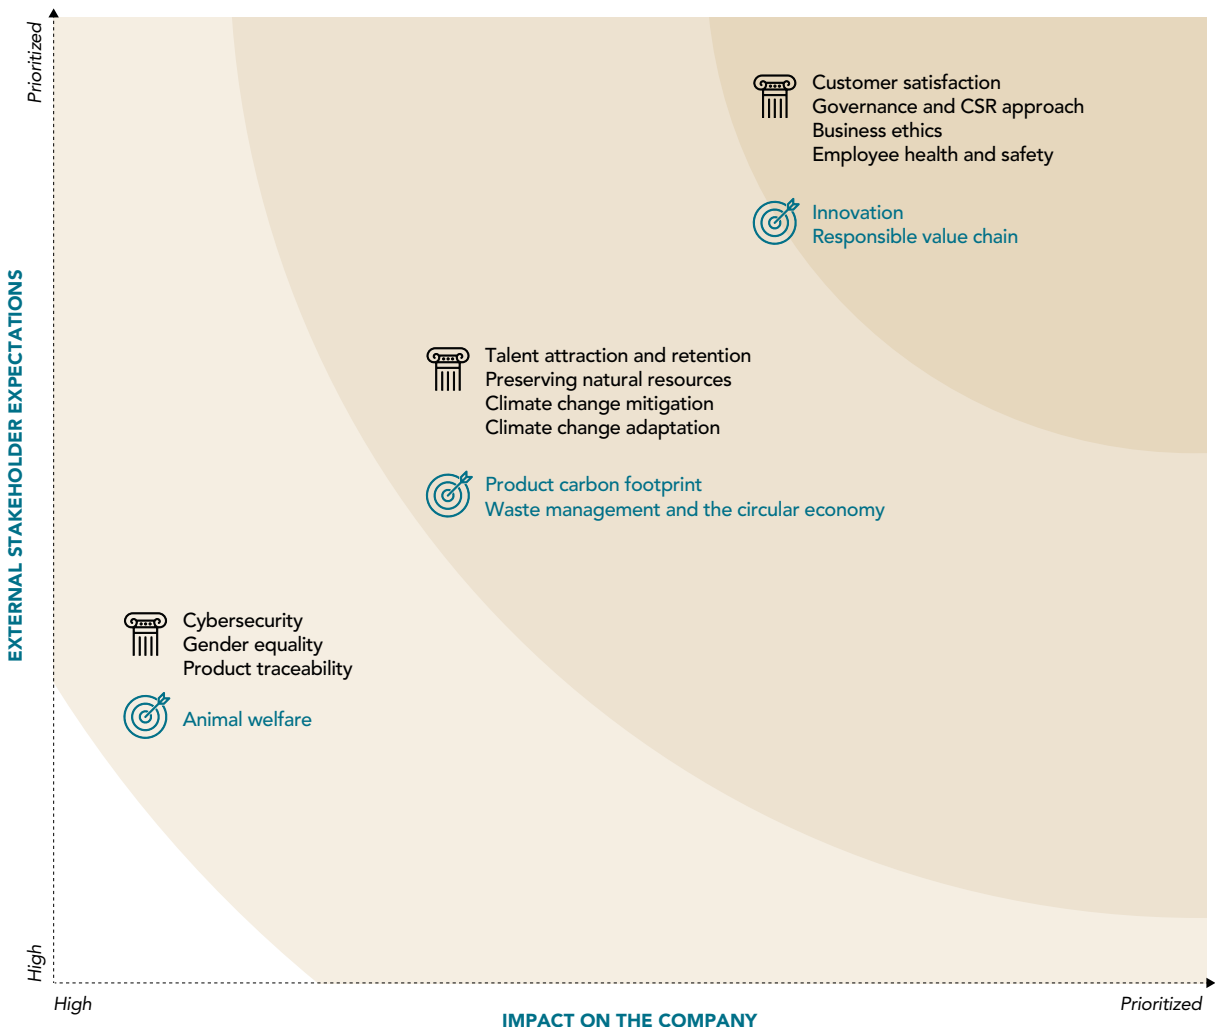 Prioritized
Customer satisfaction
Governance and CSR approach
Business ethics
Employee health and safety
Innovation
Responsible value chain
EXTERNAL STAKEHOLDER EXPECTATIONS
Talent attraction and retention
Preserving natural resources
Climate change mitigation
Climate change adaptation
Product carbon footprint
Waste management and the circular economy
Cybersecurity
Gender equality
Product traceability
Animal welfare
High
High
Prioritized
IMPACT ON THE COMPANY